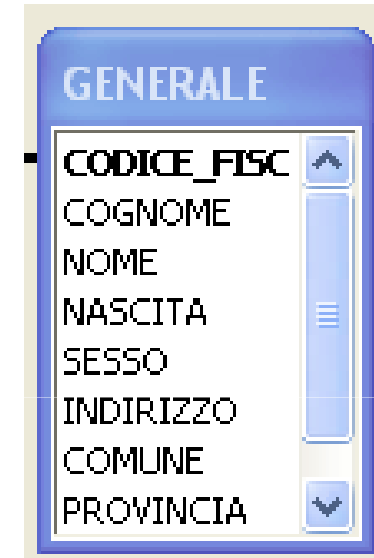 GENERALE
CODICE_FISC
COGNOME
NOME
NASCITA
SESSO
INDIRIZZO
COMUNE
PROVINCIA